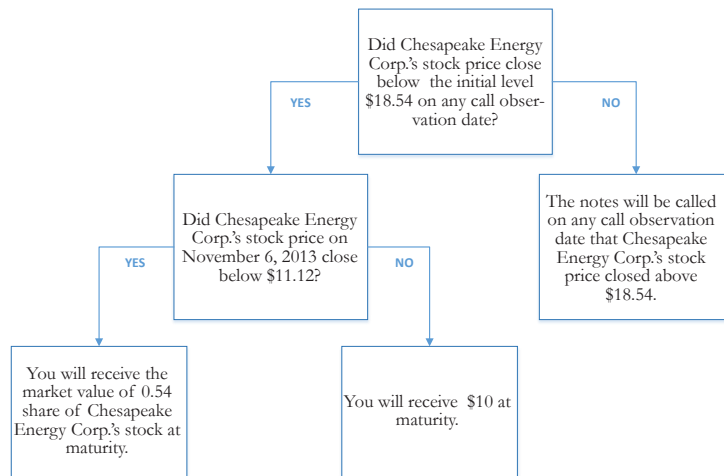 Did Chesapeake Energy
Corp.'s stock price close
below the initial level
$18.54 on any call obser-
vation date?
YES
NO
Did Chesapeake Energy
Corp.'s stock price on
November 6, 2013 close
below $11.12?
The notes will be called
on any call observation
date that Chesapeake
Energy Corp.'s stock
price closed above
$18.54.
YES
NO
You will receive the
market value of 0.54
share of Chesapeake
Energy Corp.'s stock at
maturity.
You will receive $10 at
maturity.